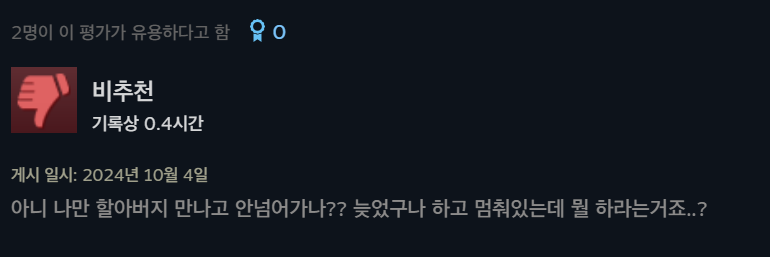 2명이 이 평가가 유용하다고 함 0
비추천
기록상 0.4시간
게시 일시: 2024년 10월 4일
아니 나만 할아버지 만나고 안넘어가나?? 늦었구나 하고 멈춰있는데 뭘 하라는거죠..?